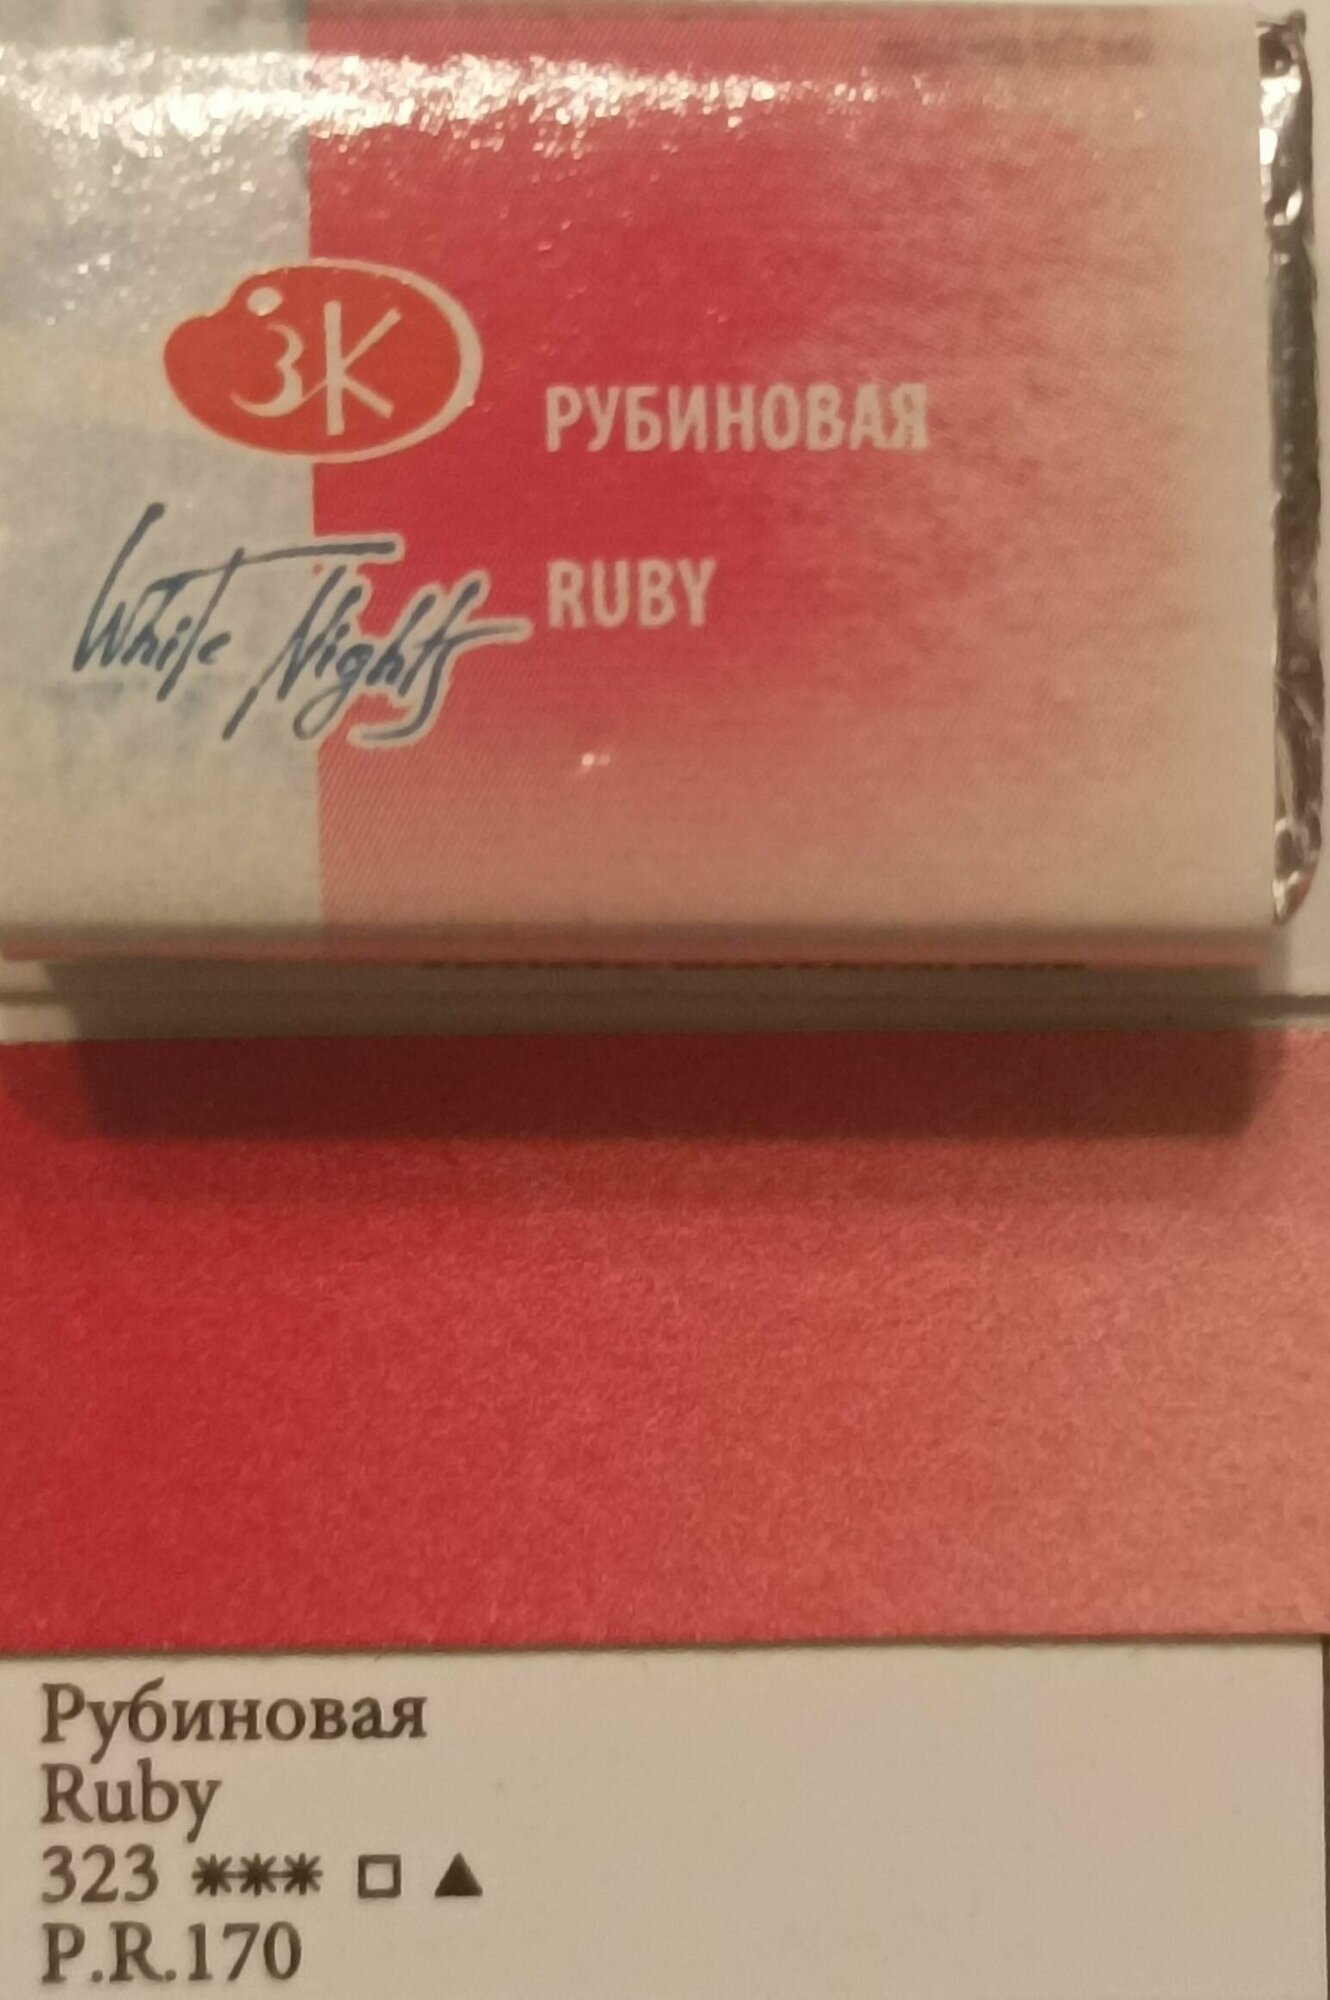 ЗК
РУБИНОВАЯ
White Nights
RUBY
Рубиновая
Ruby
323 *** □ ▲
P.R.170